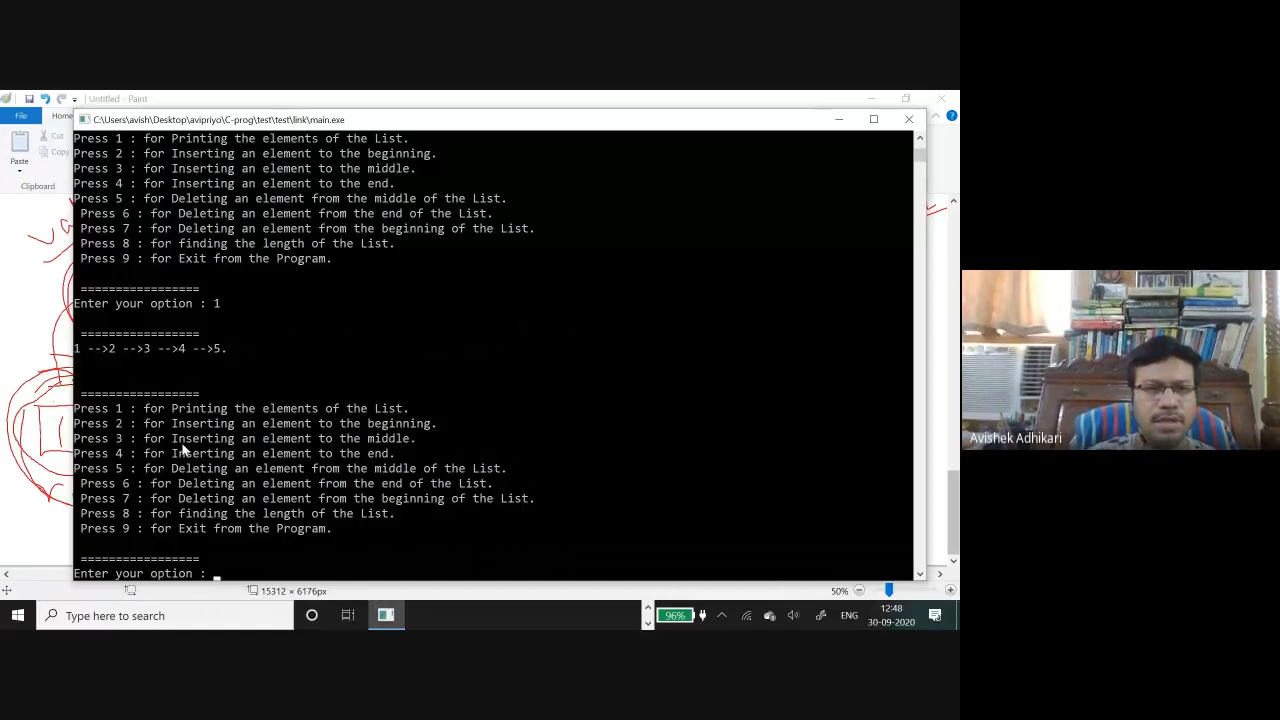 Untitled - Paint
File
Home
C:\Users\avish\Desktop\avipriyo\C-prog\test\test\link\main.exe
Paste
Cut
Copy
Clipboard
Press 1 : for Printing the elements of the List.
Press 2 : for Inserting an element to the beginning.
Press 3 : for Inserting an element to the middle.
Press 4 : for Inserting an element to the end.
Press 5 : for Deleting an element from the middle of the List.
Press 6 : for Deleting an element from the end of the List.
Press 7 : for Deleting an element from the beginning of the List.
Press 8 : for finding the length of the List.
Press 9 : for Exit from the Program.
=================
Enter your option : 1
=================
1 -->2 -->3 -->4 -->5.
=================
Press 1 : for Printing the elements of the List.
Press 2 : for Inserting an element to the beginning.
Press 3 : for Inserting an element to the middle.
Press 4 : for Inserting an element to the end.
Press 5 : for Deleting an element from the middle of the List.
Press 6 : for Deleting an element from the end of the List.
Press 7 : for Deleting an element from the beginning of the List.
Press 8 : for finding the length of the List.
Press 9 : for Exit from the Program.
=================
Enter your option :
15312 × 6176px
50%
Type here to search
96%
ENG
12:48
30-09-2020
Avishek Adhikari